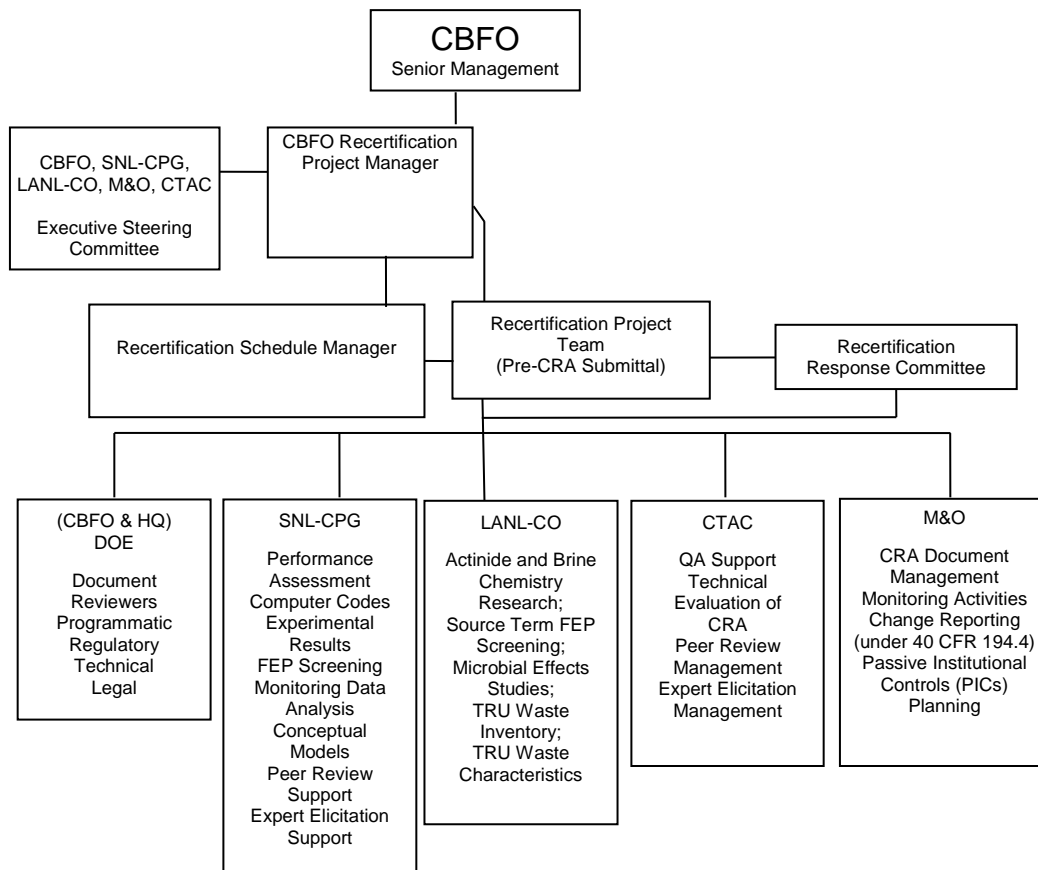 CBFO
Senior Management
CBFO Recertification
Project Manager
CBFO, SNL-CPG,
LANL-CO, M&O, CTAC
Executive Steering
Committee
Recertification Schedule Manager
Recertification Project
Team
(Pre-CRA Submittal)
Recertification
Response Committee
(CBFO & HQ)
DOE
Document
Reviewers
Programmatic
Regulatory
Technical
Legal
SNL-CPG
Performance
Assessment
Computer Codes
Experimental
Results
FEP Screening
Monitoring Data
Analysis
Conceptual
Models
Peer Review
Support
Expert Elicitation
Support
LANL-CO
Actinide and Brine
Chemistry
Research;
Source Term FEP
Screening;
Microbial Effects
Studies;
TRU Waste
Inventory;
TRU Waste
Characteristics
CTAC
QA Support
Technical
Evaluation of
CRA
Peer Review
Management
Expert Elicitation
Management
M&O
CRA Document
Management
Monitoring Activities
Change Reporting
(under 40 CFR 194.4)
Passive Institutional
Controls (PICs)
Planning